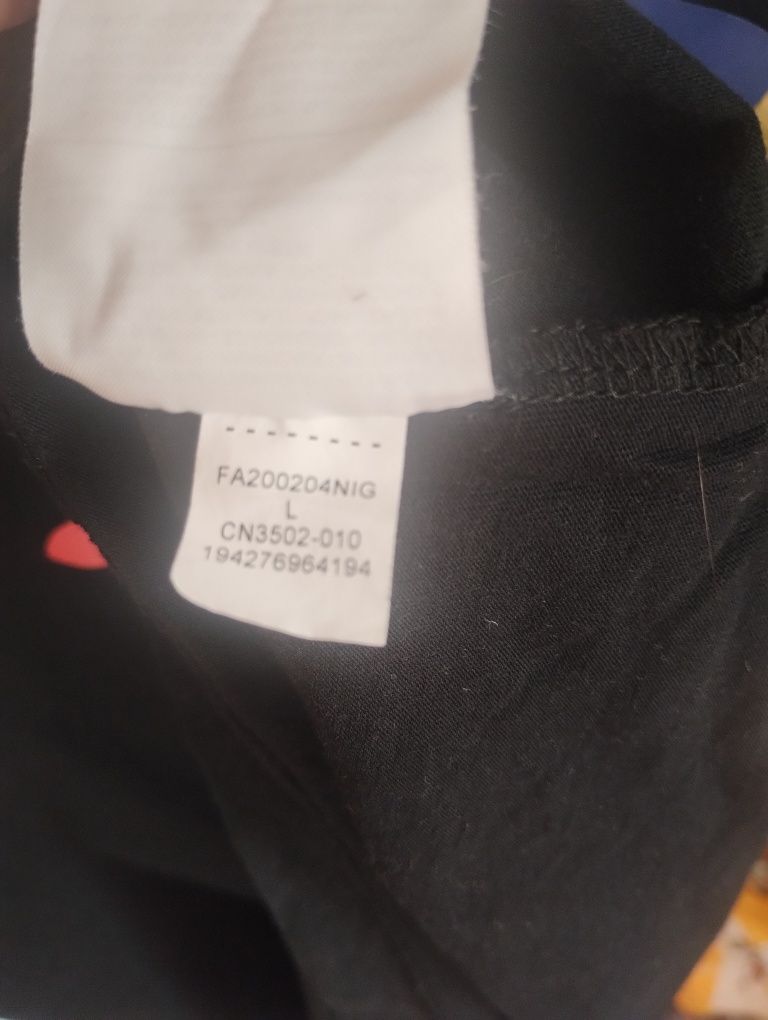 --------
FA200204NIG
L
CN3502-010
194276964194